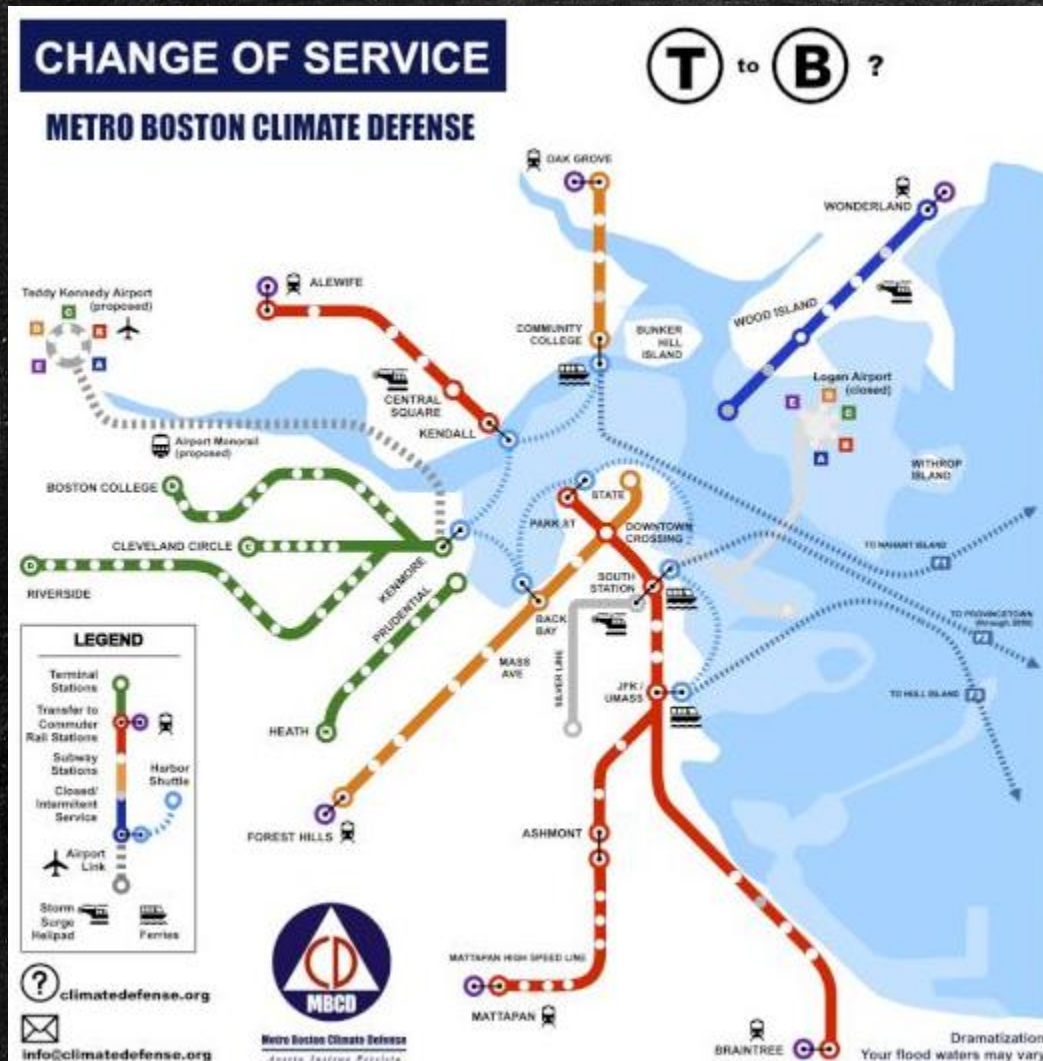 CHANGE OF SERVICE
T to B ?
METRO BOSTON CLIMATE DEFENSE
OAK GROVE
WONDERLAND
ALEWIFE
Teddy Kennedy Airport
(proposed)
C
D
B
E
A
WOOD ISLAND
COMMUNITY
COLLEGE
BUNKER
HILL
ISLAND
Logan Airport
(closed)
D
E
C
B
A
CENTRAL
SQUARE
KENDALL
Airport Monorail
(proposed)
WITHROP
ISLAND
BOSTON COLLEGE
STATE
PARK ST
DOWNTOWN
CROSSING
CLEVELAND CIRCLE
TO NAHANT ISLAND
KENMORE
SOUTH
STATION
RIVERSIDE
PRUDENTIAL
BACK
BAY
TO PROVINCETOWN
MASS
AVE
SILVER LINE
JFK /
UMASS
TO HULL ISLAND
HEATH
FOREST HILLS
ASHMONT
LEGEND
Terminal
Stations
Transfer to
Commuter
Rail Stations
Subway
Stations
Harbor
Shuttle
Closed/
Intermitent
Service
Airport
Link
Storm
Surge
Helipad
Ferries
MATTAPAN HIGH SPEED LINE
MATTAPAN
BRAINTREE
CD
MBCD
Metro Boston Climate Defense
? climatedefense.org
info@climatedefense.org
Dramatization
Your flood waters may vary